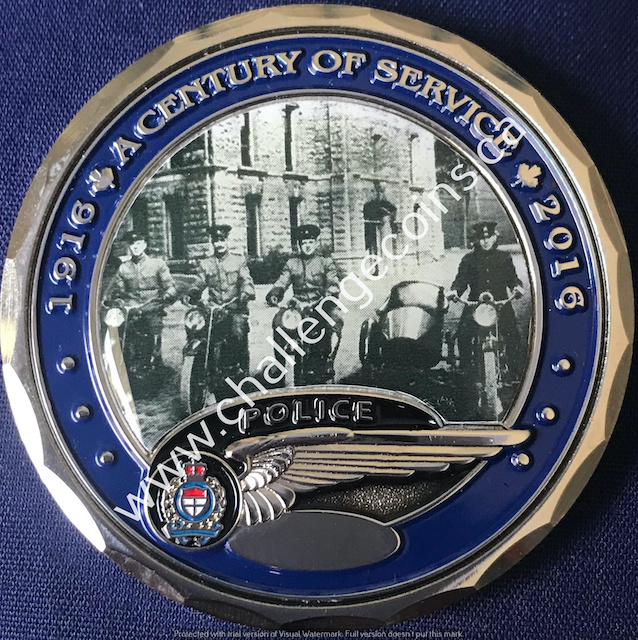 1916 A CENTURY OF SERVICE 2016
www.challengecoins.ca
POLICE
Protected with trial version of Visual Watermark. Full version doesn't put this mark.